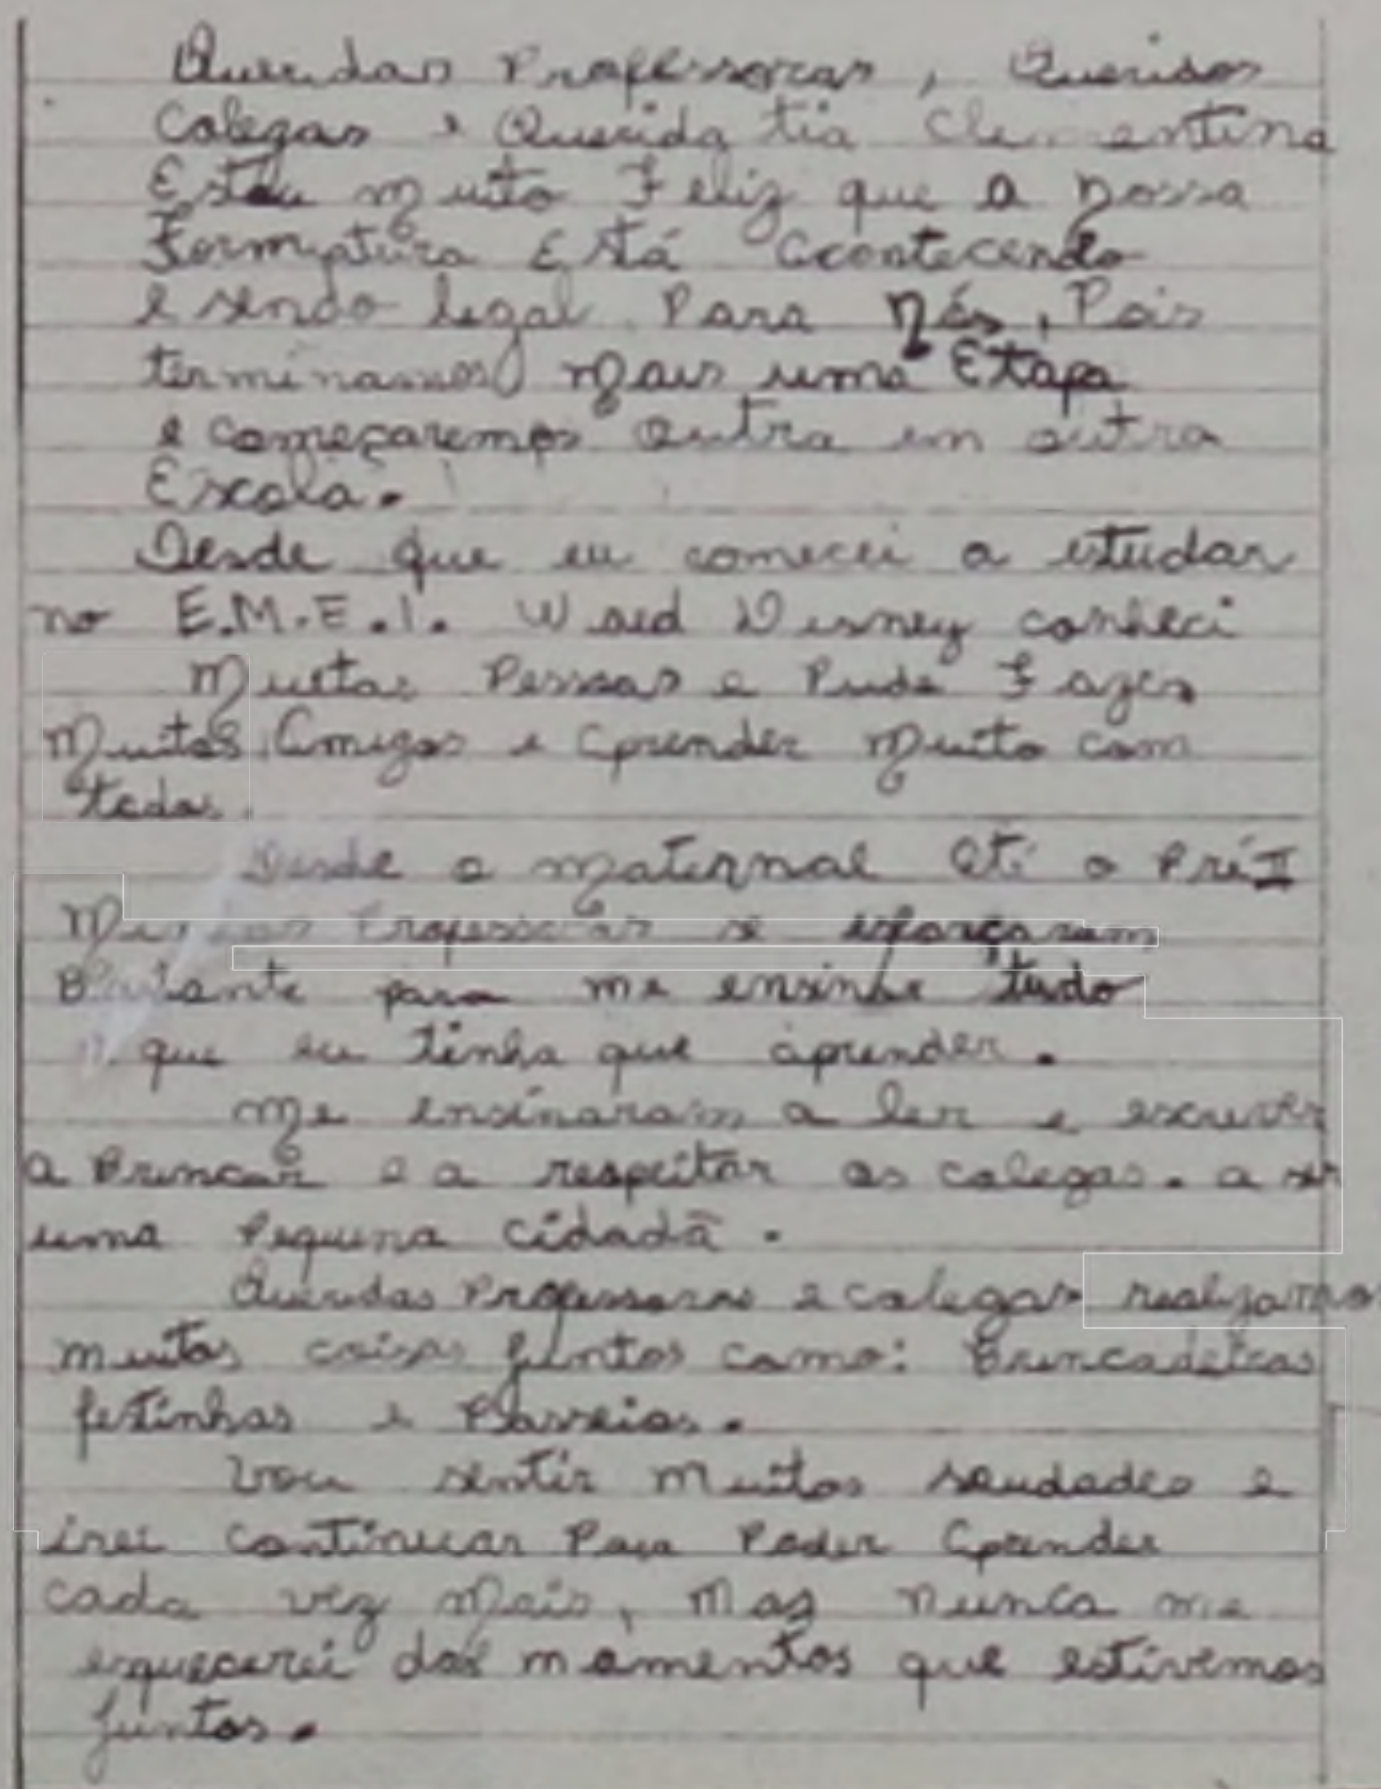 Queridas Professoras, Queridos
Colegas e Querida tia Clementina
Estou muito Feliz que a nossa
Formatura Está Acontecendo
e sendo legal Para Nós, Pois
terminamos mais uma Etapa
e começaremos outra em outra
Escola.
Desde que eu comecei a estudar
no E.M.E.I. Waed Disney conheci
Muitas Pessoas e Pude Fazer
Muitos Amigos e Aprender Muito com
todos.
Desde o maternal Até o Pré II
Minhas Professoras se esforçaram
Bastante para me ensinar tudo
o que eu tinha que aprender.
Me ensinaram a ler e escrever
a Brincar e a respeitar os colegas. a ser
uma Pequena cidadã.
Queridas Professoras e colegas realizamos
muitas coisas juntos como: Brincadeiras
festinhas e Passeios.
Vou sentir Muitas saudades e
irei continuar Para Poder Aprender
cada vez Mais, Mas Nunca me
esquecerei dos momentos que estivemos
juntos.